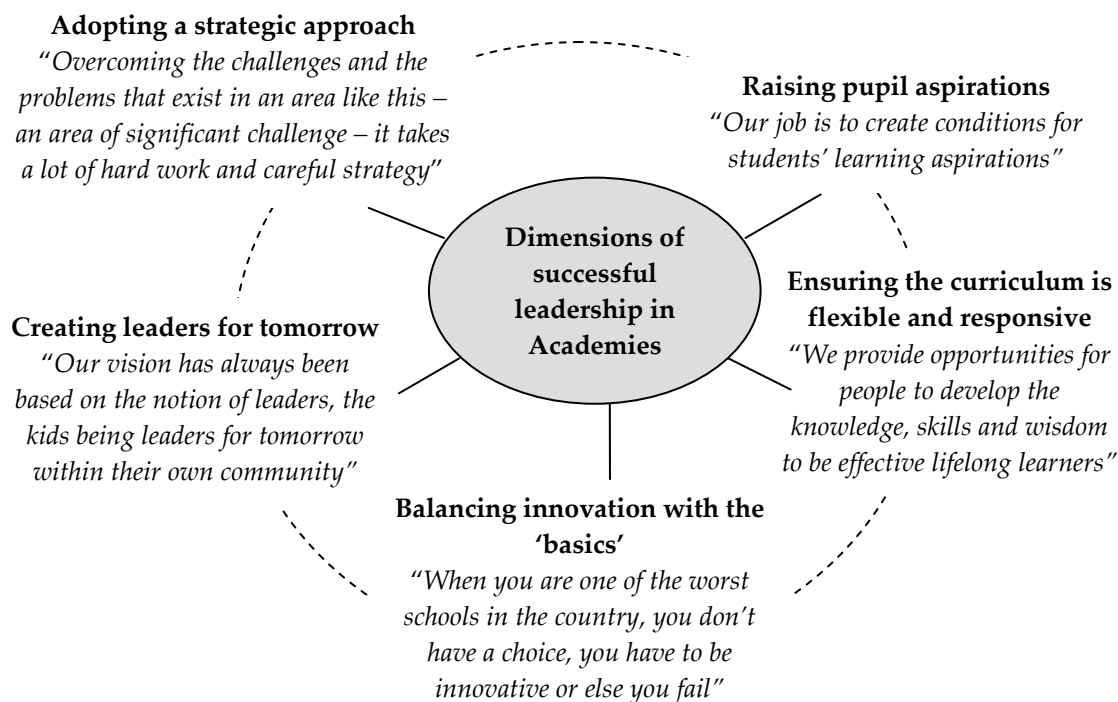 Adopting a strategic approach
“Overcoming the challenges and the
problems that exist in an area like this –
an area of significant challenge – it takes
a lot of hard work and careful strategy”
Raising pupil aspirations
“Our job is to create conditions for
students’ learning aspirations”
Dimensions of
successful
leadership in
Academies
Ensuring the curriculum is
flexible and responsive
“We provide opportunities for
people to develop the
knowledge, skills and wisdom
to be effective lifelong learners”
Creating leaders for tomorrow
“Our vision has always been
based on the notion of leaders, the
kids being leaders for tomorrow
within their own community”
Balancing innovation with the
‘basics’
“When you are one of the worst
schools in the country, you don’t
have a choice, you have to be
innovative or else you fail”